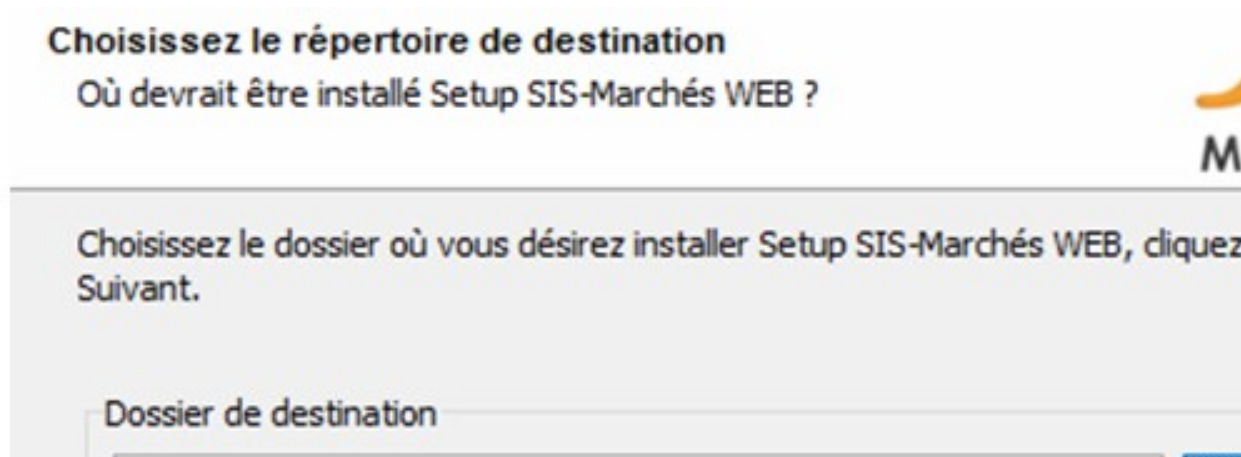 Choisissez le répertoire de destination
Où devrait être installé Setup SIS-Marchés WEB ?
M
Choisissez le dossier où vous désirez installer Setup SIS-Marchés WEB, cliquez
Suivant.
Dossier de destination